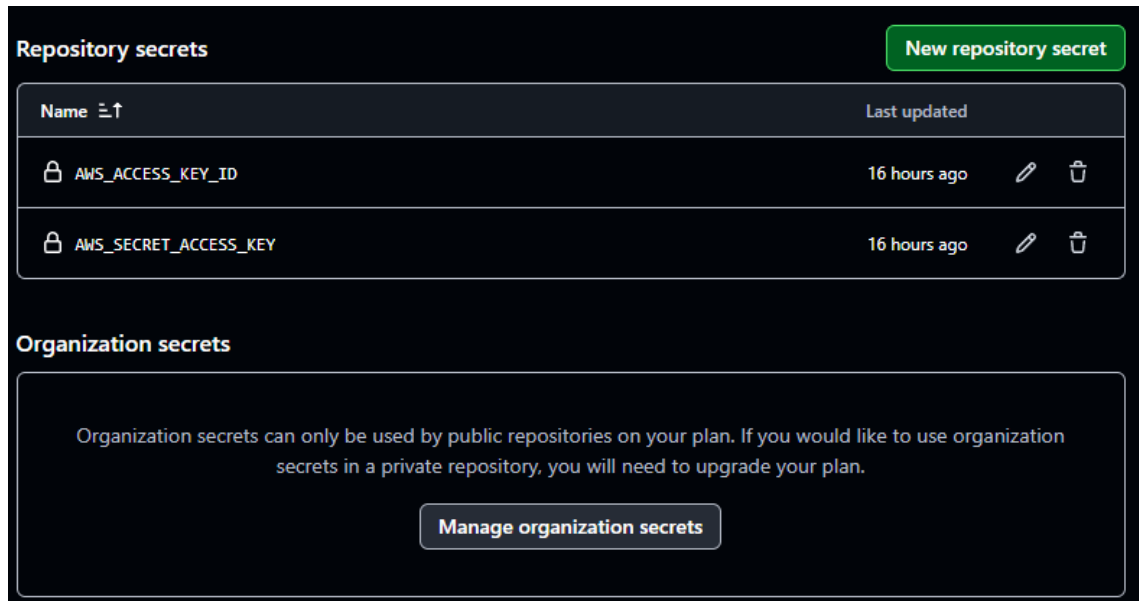 Repository secrets
New repository secret
Name
Last updated
AWS_ACCESS_KEY_ID
16 hours ago
AWS_SECRET_ACCESS_KEY
16 hours ago
Organization secrets
Organization secrets can only be used by public repositories on your plan. If you would like to use organization
secrets in a private repository, you will need to upgrade your plan.
Manage organization secrets